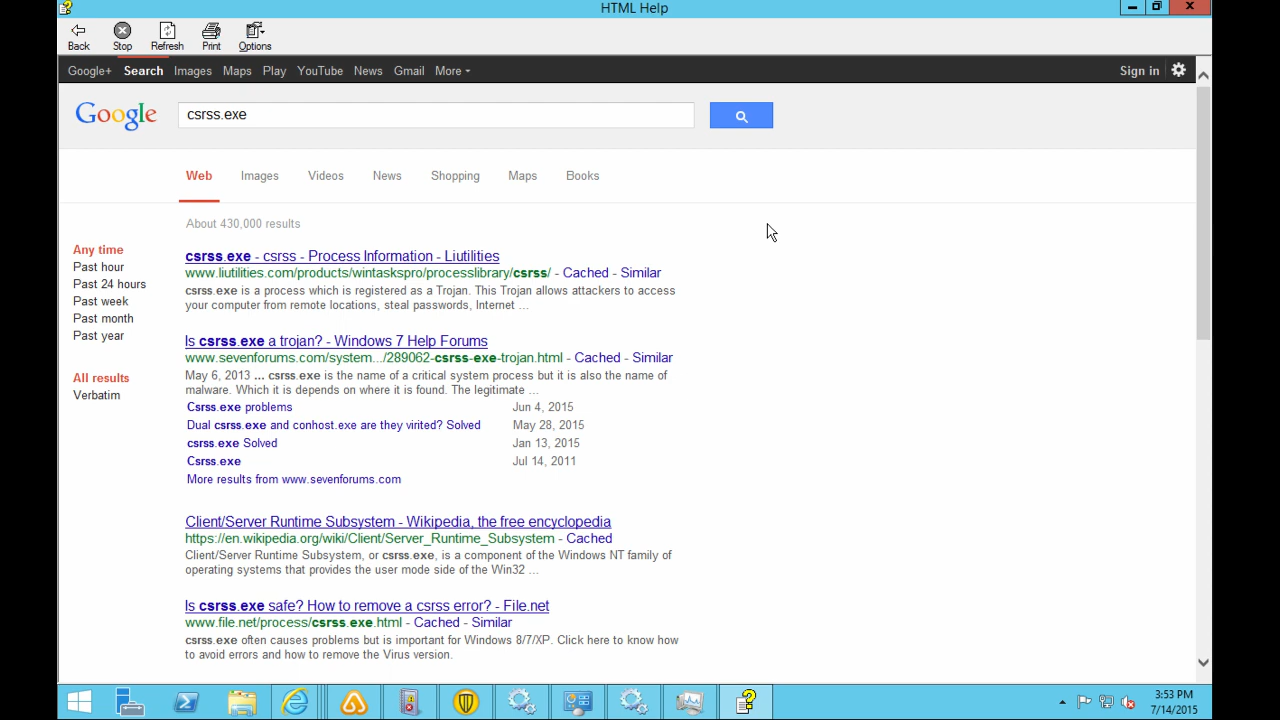 HTML Help
Back Stop Refresh Print Options
Google+ Search Images Maps Play YouTube News Gmail More Sign in
Google csrss.exe
Web Images Videos News Shopping Maps Books
About 430,000 results
Any time
Past hour
Past 24 hours
Past week
Past month
Past year
All results
Verbatim
csrss.exe - csrss - Process Information - Liutilities
www.liutilities.com/products/wintaskspro/processlibrary/csrss/ - Cached - Similar
csrss.exe is a process which is registered as a Trojan. This Trojan allows attackers to access
your computer from remote locations, steal passwords, Internet ...
Is csrss.exe a trojan? - Windows 7 Help Forums
www.sevenforums.com/system.../289062-csrss-exe-trojan.html - Cached - Similar
May 6, 2013 ... csrss.exe is the name of a critical system process but it is also the name of
malware. Which it is depends on where it is found. The legitimate ...
Csrss.exe problems Jun 4, 2015
Dual csrss.exe and conhost.exe are they virited? Solved May 28, 2015
csrss.exe Solved Jan 13, 2015
Csrss.exe Jul 14, 2011
More results from www.sevenforums.com
Client/Server Runtime Subsystem - Wikipedia, the free encyclopedia
https://en.wikipedia.org/wiki/Client/Server_Runtime_Subsystem - Cached
Client/Server Runtime Subsystem, or csrss.exe, is a component of the Windows NT family of
operating systems that provides the user mode side of the Win32 ...
Is csrss.exe safe? How to remove a csrss error? - File.net
www.file.net/process/csrss.exe.html - Cached - Similar
csrss.exe often causes problems but is important for Windows 8/7/XP. Click here to know how
to avoid errors and how to remove the Virus version.
3:53 PM
7/14/2015